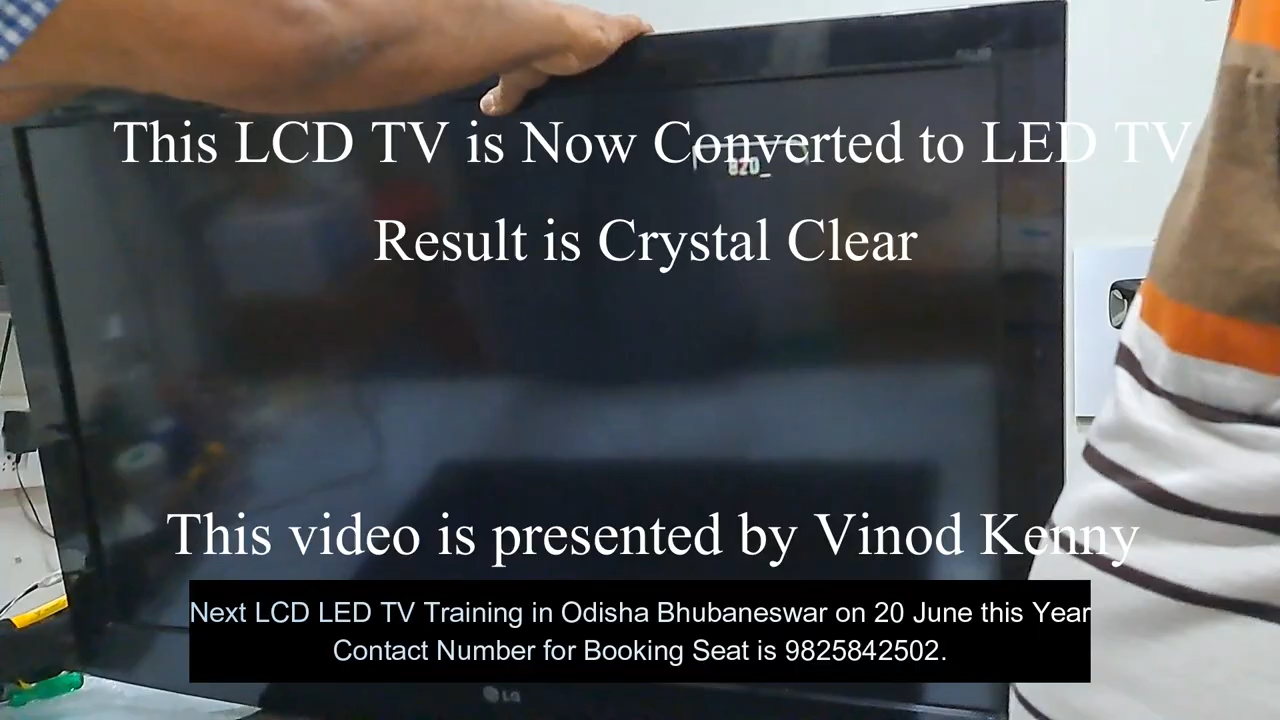 This LCD TV is Now Converted to LED TV
820_
Result is Crystal Clear
This video is presented by Vinod Kenny
Next LCD LED TV Training in Odisha Bhubaneswar on 20 June this Year
Contact Number for Booking Seat is 9825842502.
LG